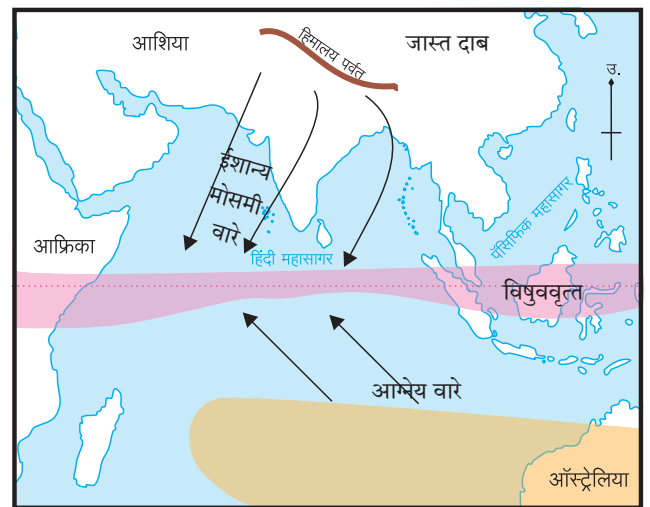 आशिया
हिमालय पर्वत
जास्त दाब
उ.
ईशान्य
मोसमी
वारे
पॅसिफिक महासागर
आफ्रिका
हिंदी महासागर
विषुववृत्त
आग्नेय वारे
ऑस्ट्रेलिया